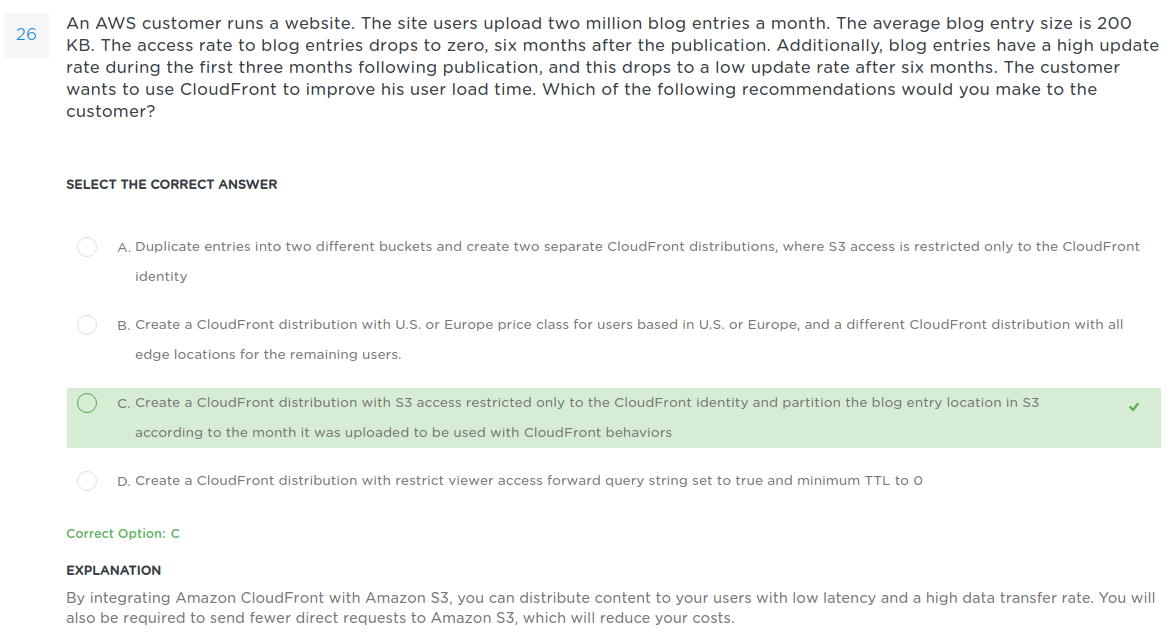 26
An AWS customer runs a website. The site users upload two million blog entries a month. The average blog entry size is 200
KB. The access rate to blog entries drops to zero, six months after the publication. Additionally, blog entries have a high update
rate during the first three months following publication, and this drops to a low update rate after six months. The customer
wants to use CloudFront to improve his user load time. Which of the following recommendations would you make to the
customer?
SELECT THE CORRECT ANSWER
A. Duplicate entries into two different buckets and create two separate CloudFront distributions, where S3 access is restricted only to the CloudFront
identity
B. Create a CloudFront distribution with U.S. or Europe price class for users based in U.S. or Europe, and a different CloudFront distribution with all
edge locations for the remaining users.
C. Create a CloudFront distribution with S3 access restricted only to the CloudFront identity and partition the blog entry location in S3
according to the month it was uploaded to be used with CloudFront behaviors
D. Create a CloudFront distribution with restrict viewer access forward query string set to true and minimum TTL to 0
Correct Option: C
EXPLANATION
By integrating Amazon CloudFront with Amazon S3, you can distribute content to your users with low latency and a high data transfer rate. You will
also be required to send fewer direct requests to Amazon S3, which will reduce your costs.